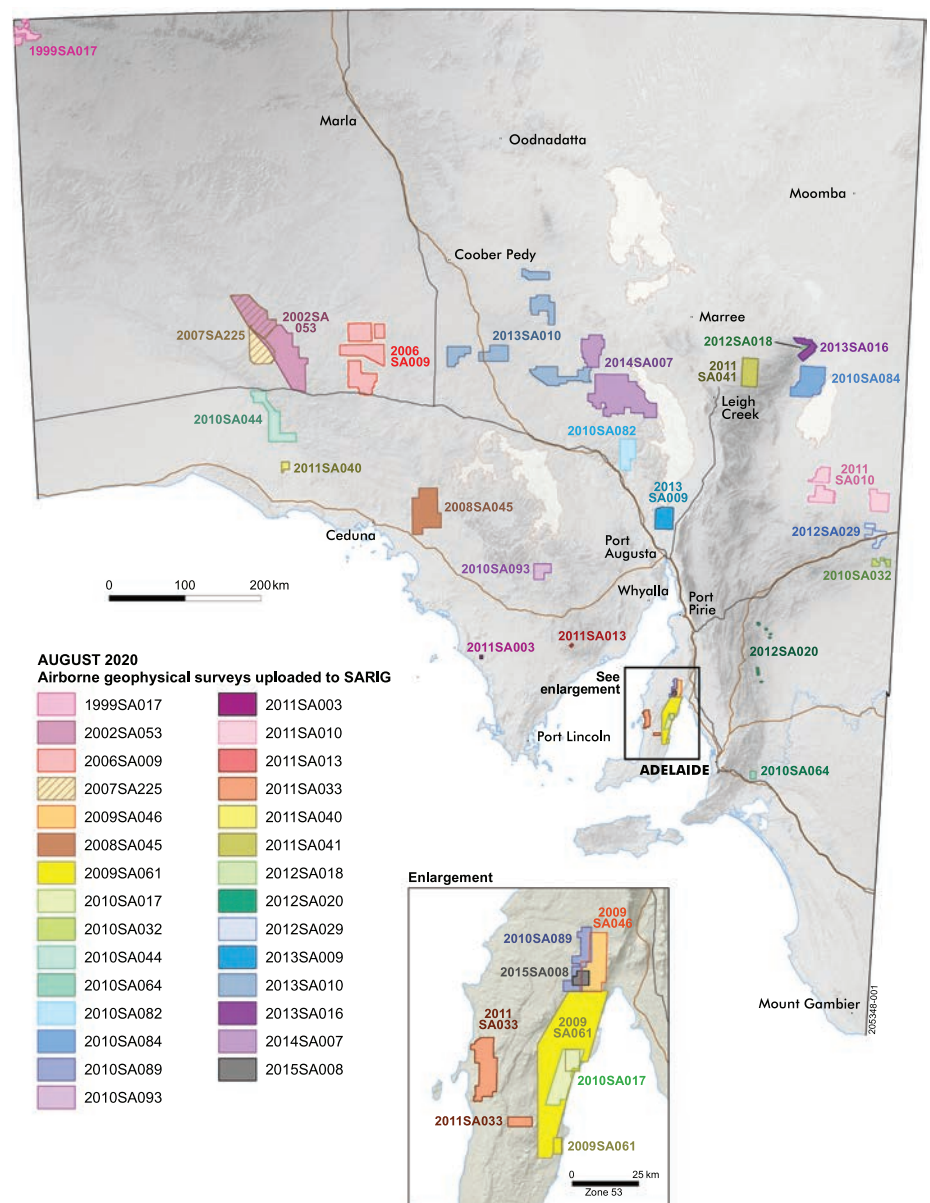 1999SA017
Marla
Oodnadatta
Moomba
Coober Pedy
2002SA
053
2007SA225
2006
SA009
2013SA010
Marree
2012SA018
2013SA016
2014SA007
2011
SA041
2010SA084
Leigh
Creek
2010SA044
2010SA082
2011SA040
2011
SA010
2013
SA009
2008SA045
Ceduna
2012SA029
Port
Augusta
2010SA093
2010SA032
0 100 200 km
Whyalla
Port
Pirie
2011SA003
2011SA013
2012SA020
See
enlargement
Port Lincoln
ADELAIDE
2010SA064
Mount Gambier
205348-001
AUGUST 2020
Airborne geophysical surveys uploaded to SARIG
1999SA017
2002SA053
2006SA009
2007SA225
2009SA046
2008SA045
2009SA061
2010SA017
2010SA032
2010SA044
2010SA064
2010SA082
2010SA084
2010SA089
2010SA093
2011SA003
2011SA010
2011SA013
2011SA033
2011SA040
2011SA041
2012SA018
2012SA020
2012SA029
2013SA009
2013SA010
2013SA016
2014SA007
2015SA008
Enlargement
2009
SA046
2010SA089
2015SA008
2011
SA033
2009
SA061
2010SA017
2011SA033
2009SA061
0 25 km
Zone 53